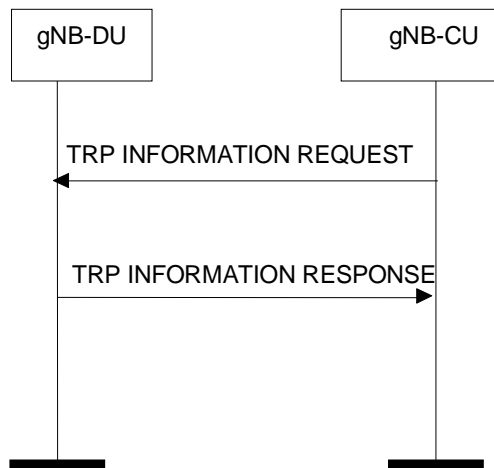 gNB-DU
gNB-CU
TRP INFORMATION REQUEST
TRP INFORMATION RESPONSE